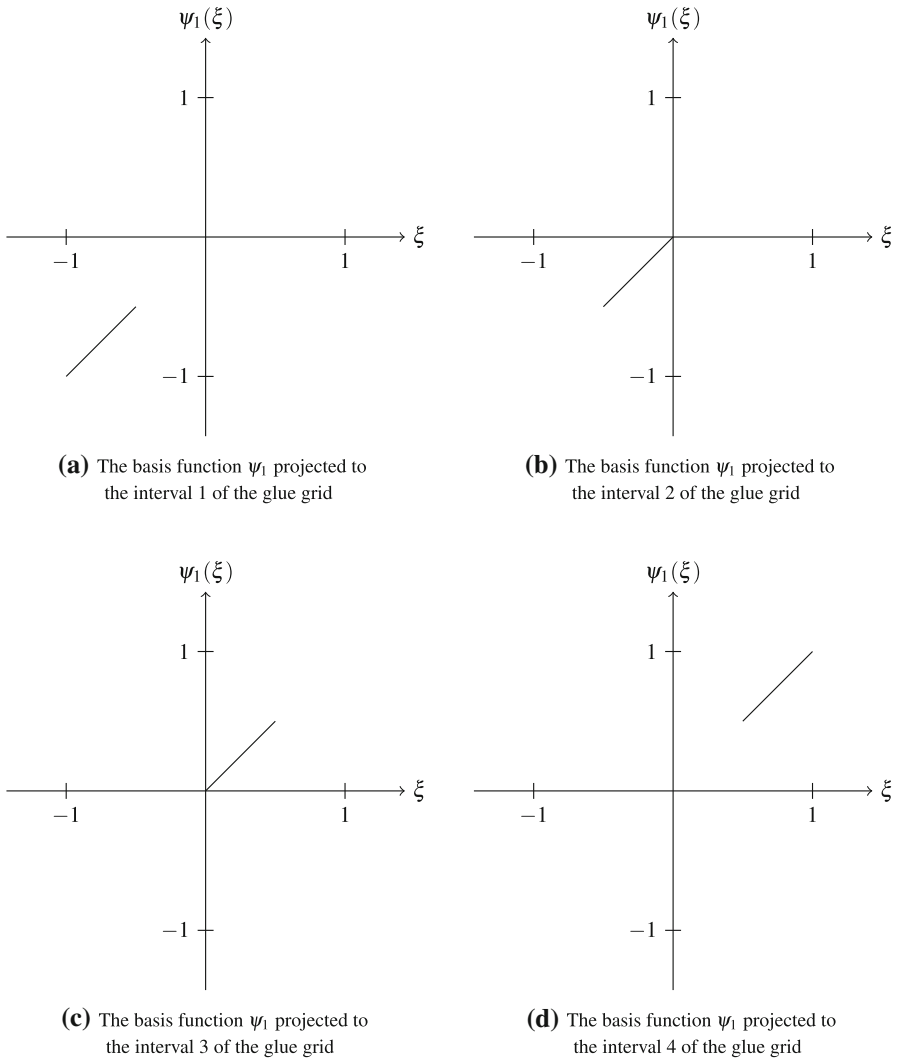 ψ₁(ξ)
1
ξ
−1
1
−1
(a) The basis function ψ₁ projected to
the interval 1 of the glue grid
ψ₁(ξ)
1
ξ
−1
1
−1
(b) The basis function ψ₁ projected to
the interval 2 of the glue grid
ψ₁(ξ)
1
ξ
−1
1
−1
(c) The basis function ψ₁ projected to
the interval 3 of the glue grid
ψ₁(ξ)
1
ξ
−1
1
−1
(d) The basis function ψ₁ projected to
the interval 4 of the glue grid